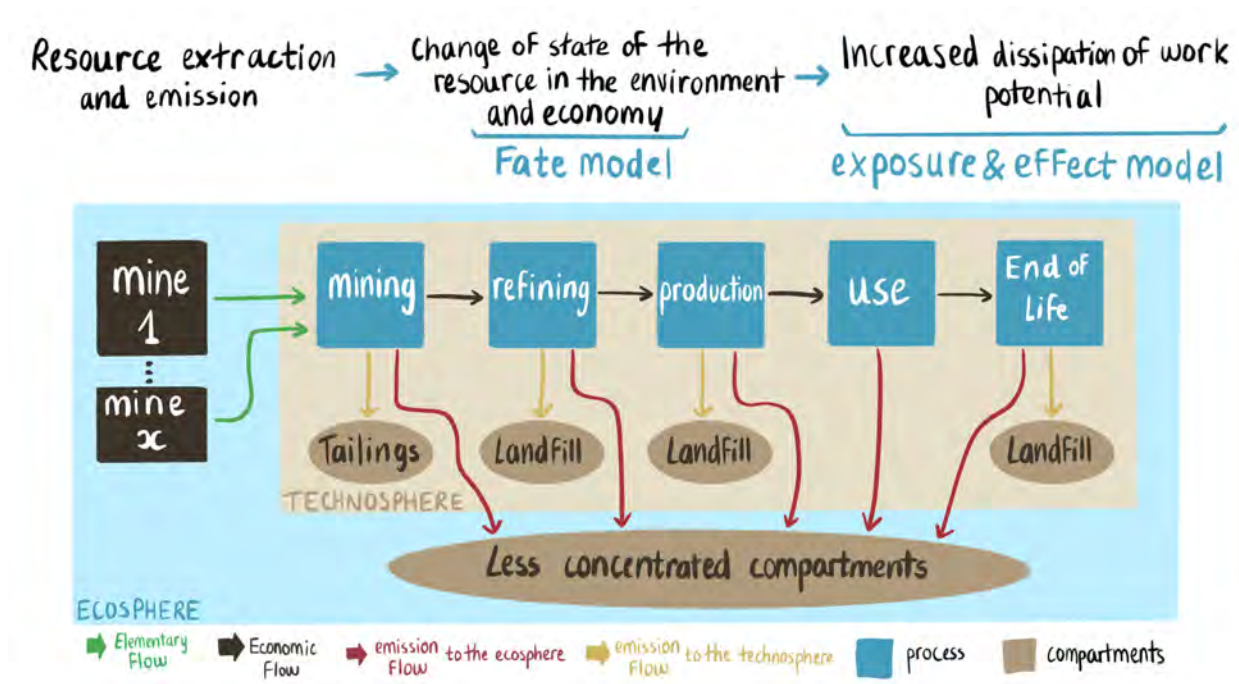 Resource extraction
and emission
Change of state of the
resource in the environment
and economy
Increased dissipation of work
potential
Fate model
exposure & effect model
mine
1
mine
x
mining
refining
production
use
End of
Life
Tailings
Landfill
Landfill
Landfill
TECHNOSPHERE
Less concentrated compartments
ECOSPHERE
Elementary
Flow
Economic
Flow
emission to the ecosphere
Flow
emission to the technosphere
Flow
process
compartments